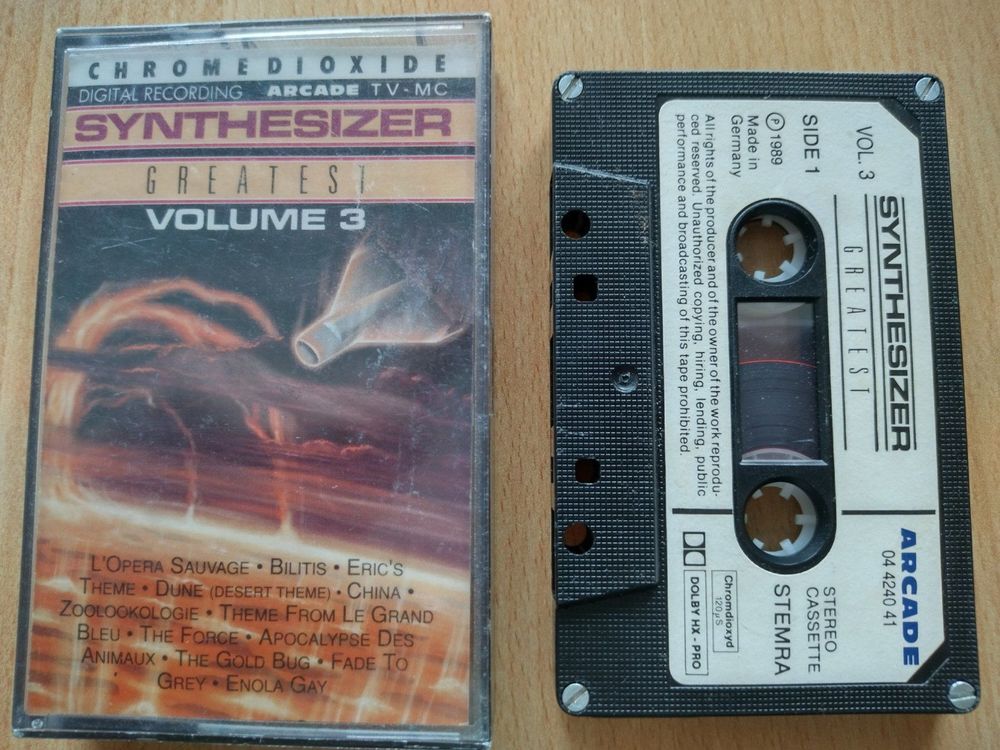 CHROMEDIOXIDE
DIGITAL RECORDING ARCADE TV-MC
SYNTHESIZER
GREATEST
VOLUME 3
L'OPERA SAUVAGE • BILITIS • ERIC'S
THEME • DUNE (DESERT THEME) • CHINA •
ZOOLOOKOLOGIE • THEME FROM LE GRAND
BLEU • THE FORCE • APOCALYPSE DES
ANIMAUX • THE GOLD BUG • FADE TO
GREY • ENOLA GAY
VOL. 3
SYNTHESIZER
GREATEST
SIDE 1
Ⓟ 1989
Made in
Germany
All rights of the producer and of the owner of the work reprodu-
ced reserved. Unauthorized copying, hiring, lending, public
performance and broadcasting of this tape prohibited.
ARCADE
04 4240 41
STEREO
CASSETTE
STEMRA
Chromdioxyd
120µS
DOLBY HX - PRO